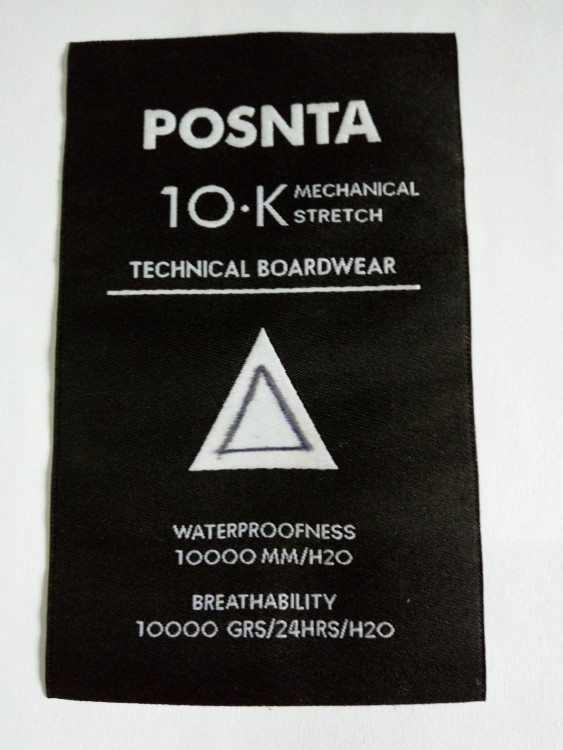 POSNTA
10·K MECHANICAL
STRETCH
TECHNICAL BOARDWEAR
WATERPROOFNESS
10000 MM/H2O
BREATHABILITY
10000 GRS/24HRS/H2O